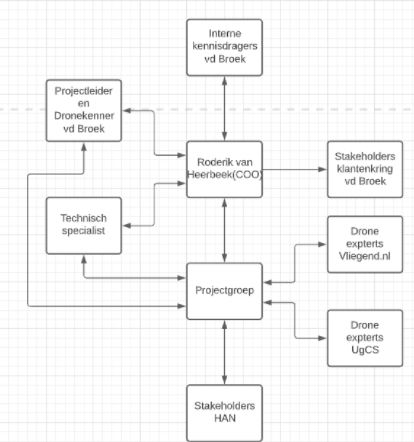 Interne
kennisdragers
vd Broek
Projectleider
en
Dronekenner
vd Broek
Roderik van
Heerbeek(COO)
Stakeholders
klantenkring
vd Broek
Technisch
specialist
Drone
expterts
Vliegend.nl
Projectgroep
Drone
expterts
UgCS
Stakeholders
HAN